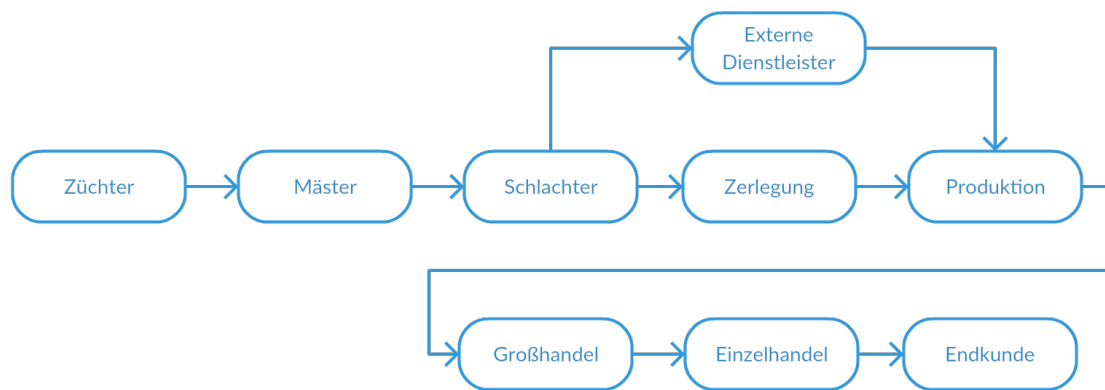 Externe
Dienstleister
Züchter
Mäster
Schlachter
Zerlegung
Produktion
Großhandel
Einzelhandel
Endkunde